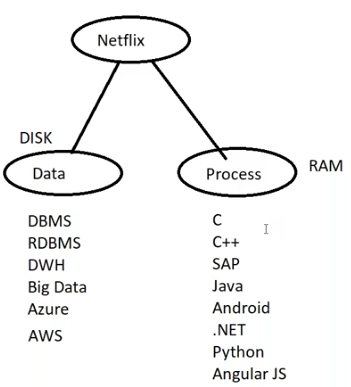 Netflix
DISK
Data
Process
RAM
DBMS
RDBMS
DWH
Big Data
Azure
AWS
C
C++
SAP
Java
Android
.NET
Python
Angular JS